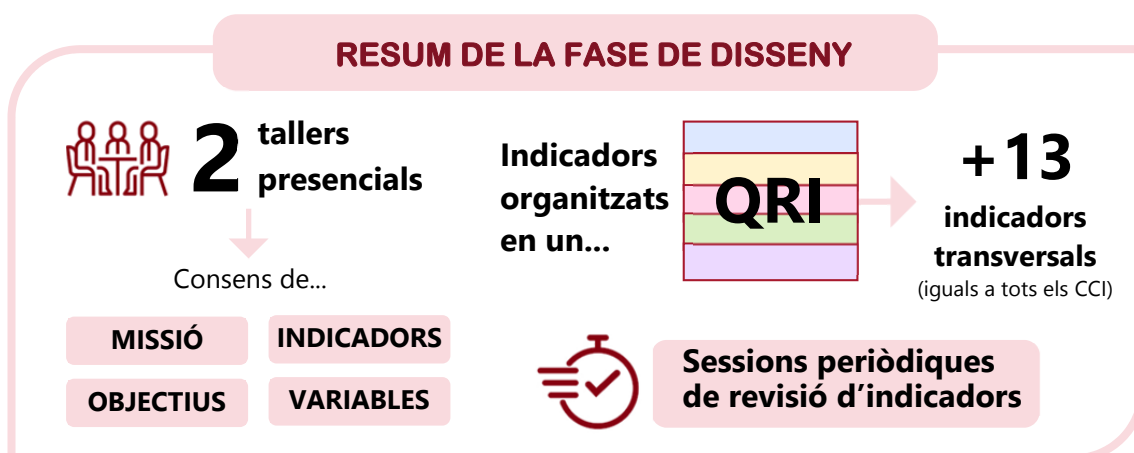 RESUM DE LA FASE DE DISSENY
2
tallers
presencials
Consens de...
MISSIÓ
INDICADORS
OBJECTIUS
VARIABLES
Indicadors
organitzats
en un...
QRI
+13
indicadors
transversals
(iguals a tots els CCI)
Sessions periòdiques
de revisió d’indicadors